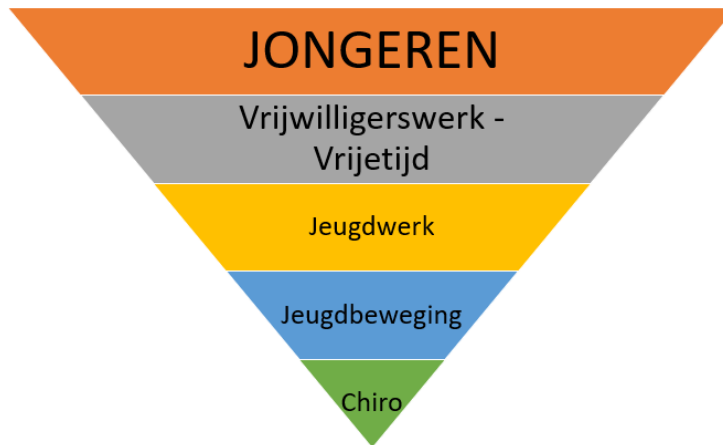 JONGEREN
Vrijwilligerswerk -
Vrijetijd
Jeugdwerk
Jeugdbeweging
Chiro